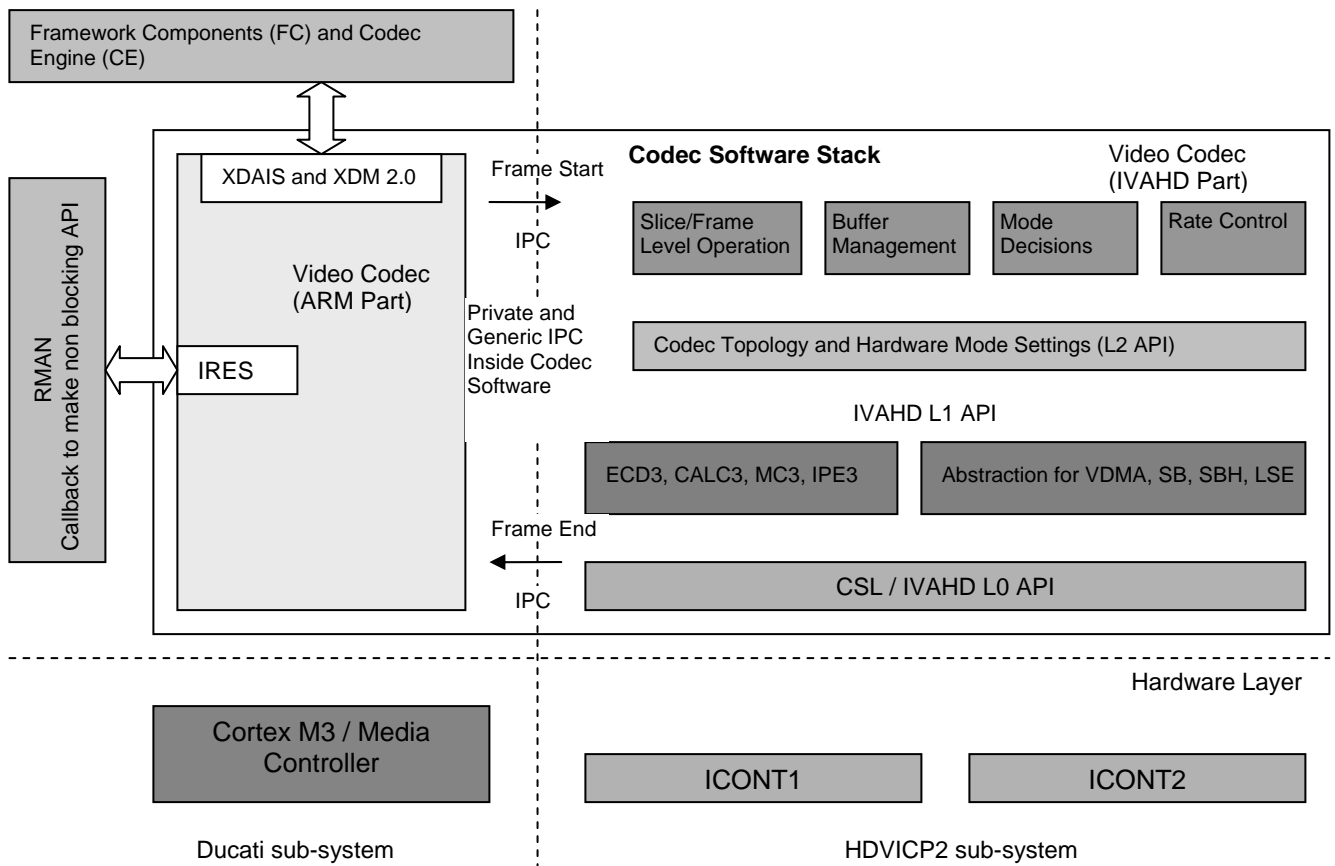 Framework Components (FC) and Codec
Engine (CE)
Codec Software Stack
Video Codec
(IVAHD Part)
XDAIS and XDM 2.0
Frame Start
IPC
Slice/Frame
Level Operation
Buffer
Management
Mode
Decisions
Rate Control
RMAN
Callback to make non blocking API
Video Codec
(ARM Part)
Private and
Generic IPC
Inside Codec
Software
Codec Topology and Hardware Mode Settings (L2 API)
IRES
IVAHD L1 API
ECD3, CALC3, MC3, IPE3
Abstraction for VDMA, SB, SBH, LSE
Frame End
IPC
CSL / IVAHD L0 API
Hardware Layer
Cortex M3 / Media
Controller
ICONT1
ICONT2
Ducati sub-system
HDVICP2 sub-system